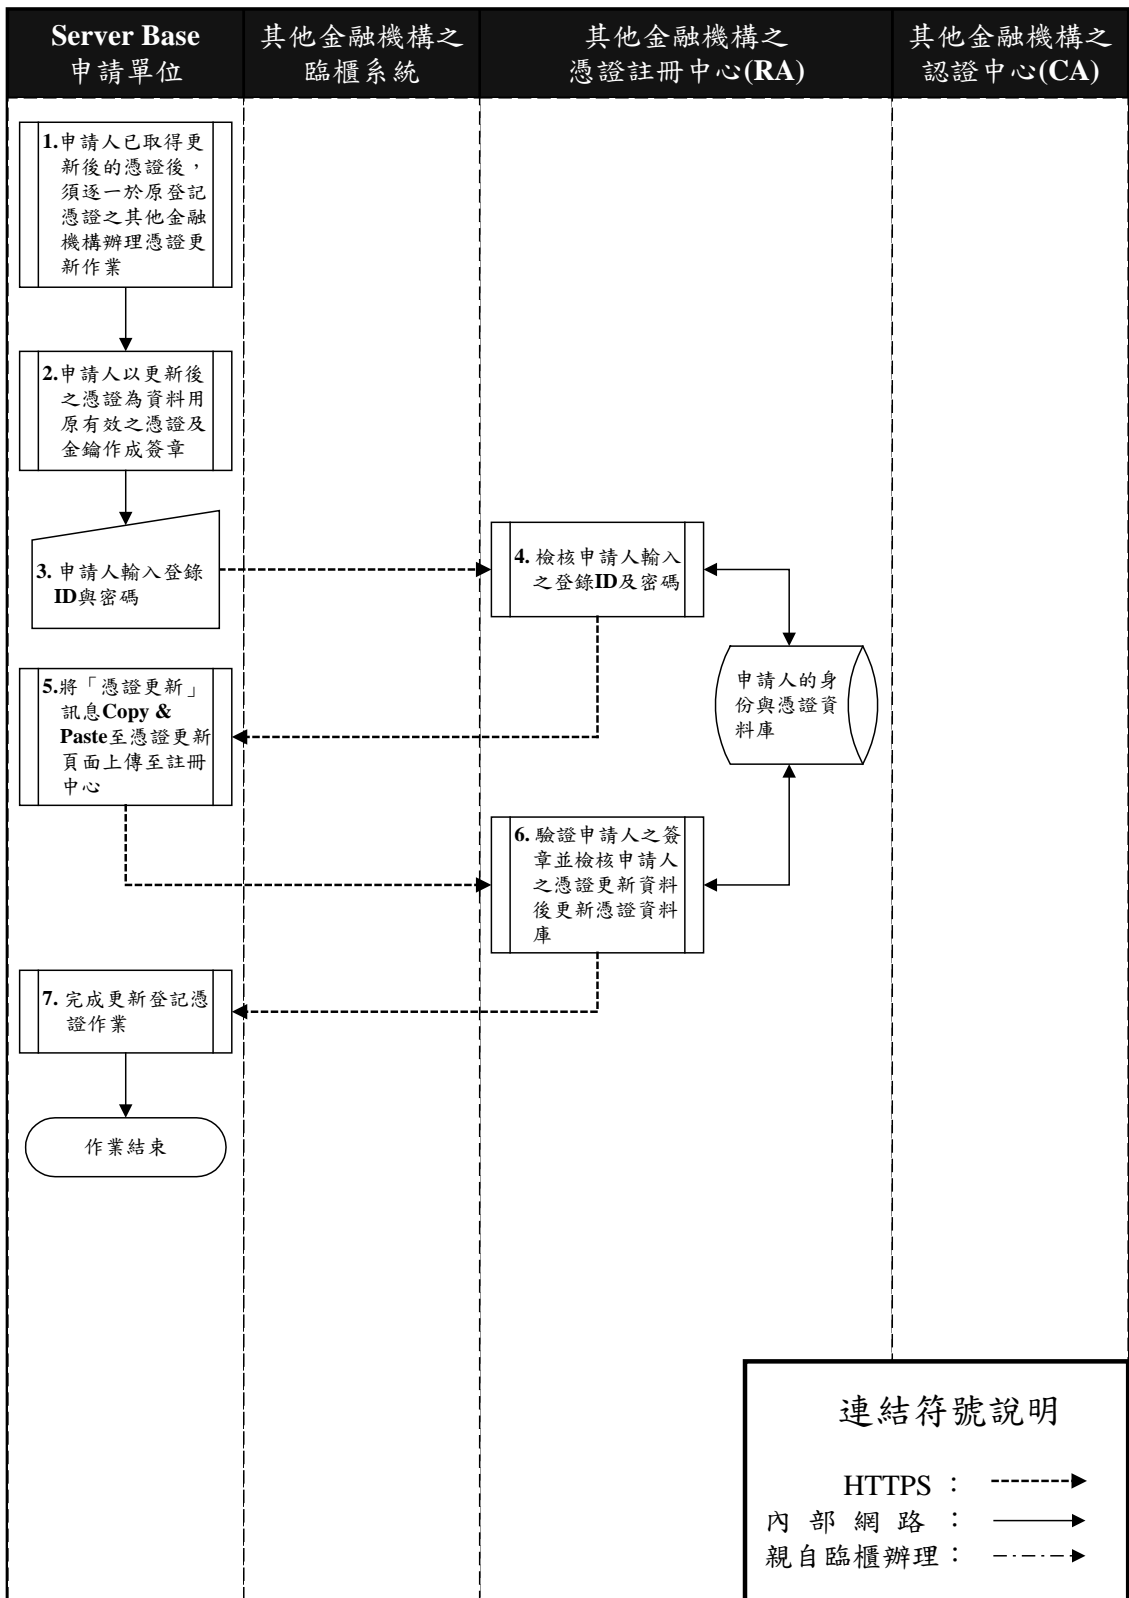 Server Base
申請單位
其他金融機構之
臨櫃系統
其他金融機構之
憑證註冊中心(RA)
其他金融機構之
認證中心(CA)
1.申請人已取得更
新後的憑證後，
須逐一於原登記
憑證之其他金融
機構辦理憑證更
新作業
2.申請人以更新後
之憑證為資料用
原有效之憑證及
金鑰作成簽章
3. 申請人輸入登錄
ID與密碼
4. 檢核申請人輸入
之登錄ID及密碼
申請人的身
份與憑證資
料庫
5.將「憑證更新」
訊息Copy &
Paste至憑證更新
頁面上傳至註冊
中心
6. 驗證申請人之簽
章並檢核申請人
之憑證更新資料
後更新憑證資料
庫
7. 完成更新登記憑
證作業
作業結束
連結符號說明
HTTPS：
內部網路：
親自臨櫃辦理：